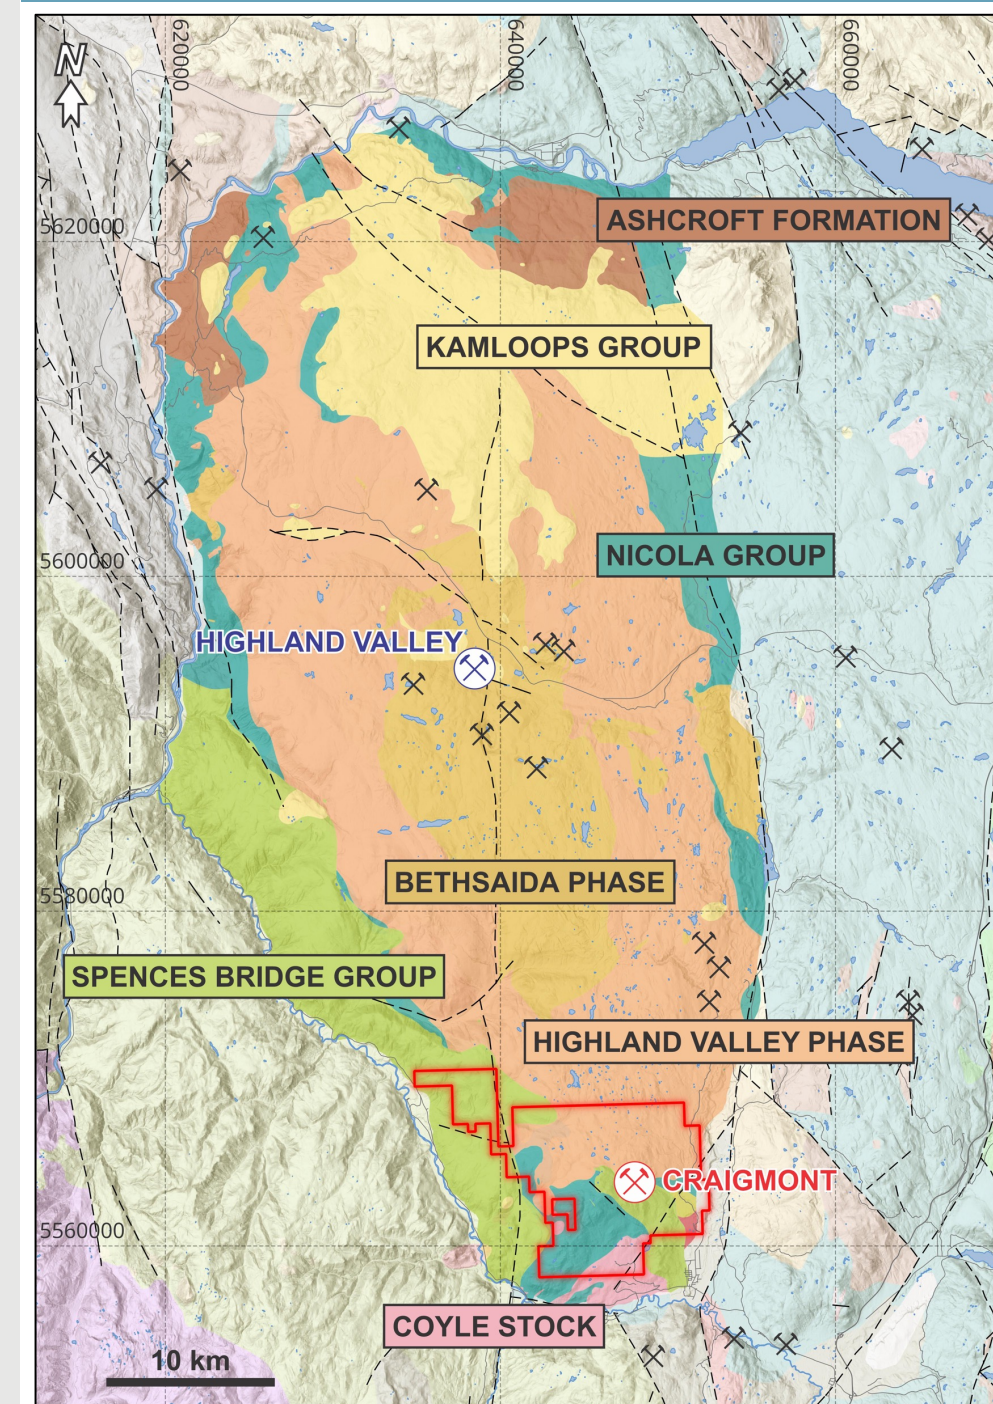 N
620000
640000
660000
5620000
ASHCROFT FORMATION
KAMLOOPS GROUP
5600000
NICOLA GROUP
HIGHLAND VALLEY
BETHSAIDA PHASE
5580000
SPENCES BRIDGE GROUP
HIGHLAND VALLEY PHASE
CRAIGMONT
5560000
COYLE STOCK
10 km